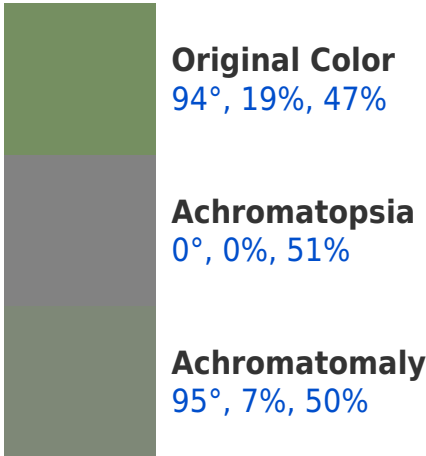 Original Color
94°, 19%, 47%
Achromatopsia
0°, 0%, 51%
Achromatomaly
95°, 7%, 50%